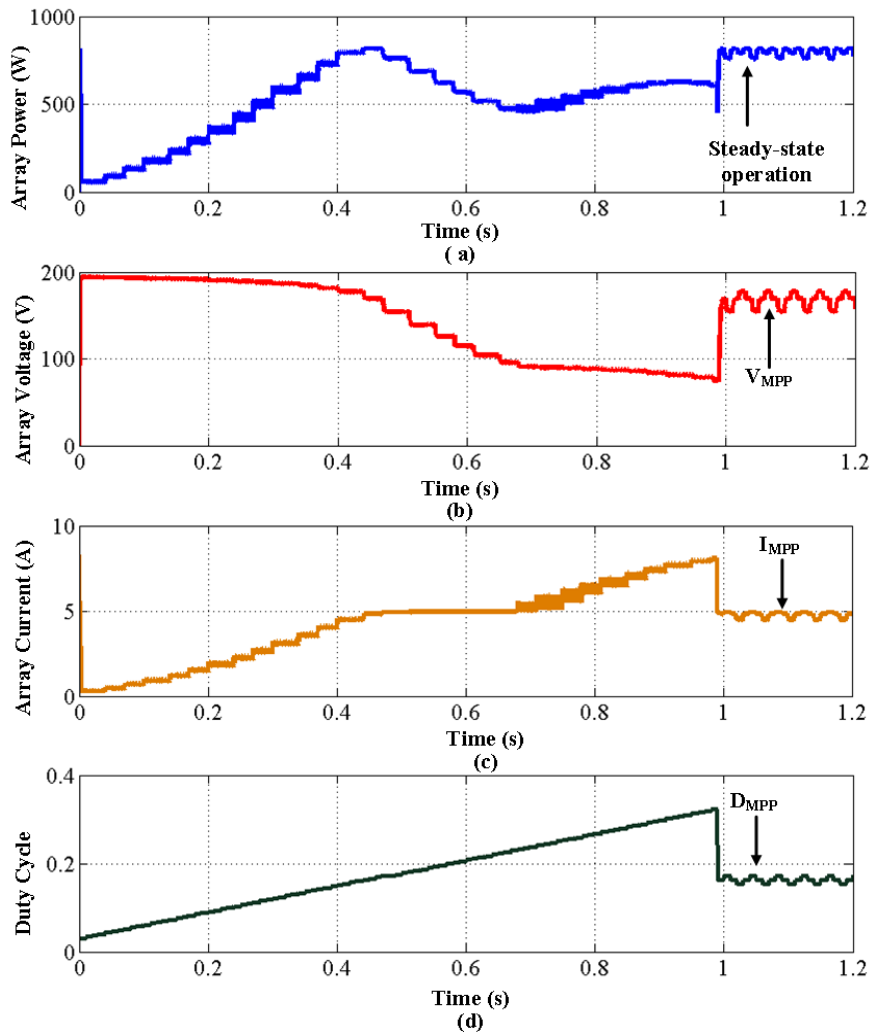 1000
500
0
Array Power (W)
Steady-state
operation
0 0.2 0.4 0.6 0.8 1 1.2
Time (s)
( a)
200
100
0
Array Voltage (V)
VMPP
0 0.2 0.4 0.6 0.8 1 1.2
Time (s)
(b)
10
5
0
Array Current (A)
IMPP
0 0.2 0.4 0.6 0.8 1 1.2
Time (s)
(c)
0.4
0.2
0
Duty Cycle
DMPP
0 0.2 0.4 0.6 0.8 1 1.2
Time (s)
(d)